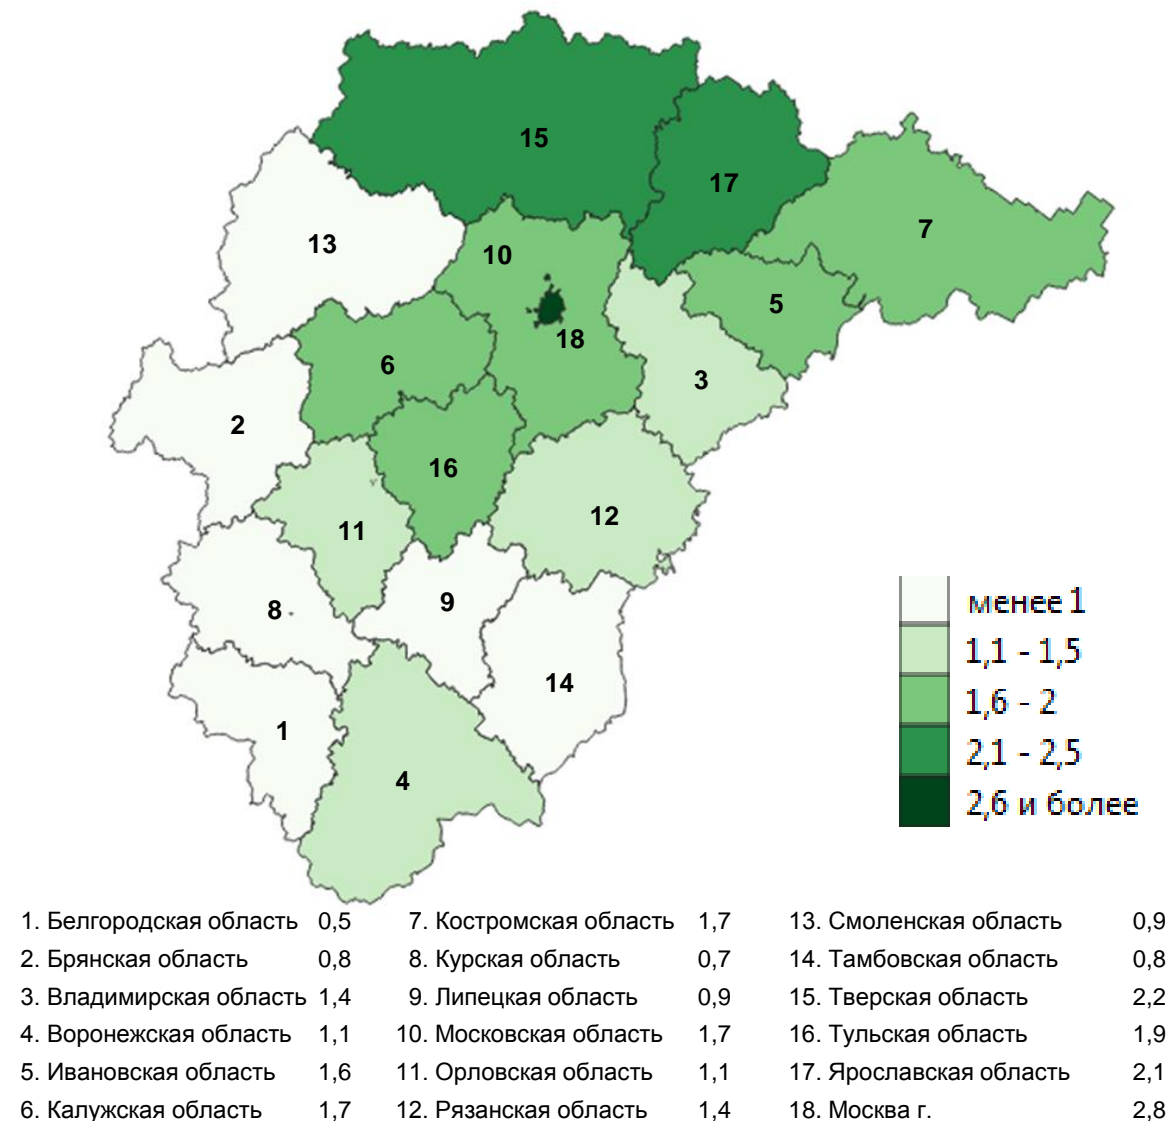 15
17
7
13
10
5
18
6
3
2
16
12
11
9
8
14
1
4
менее 1
1,1 - 1,5
1,6 - 2
2,1 - 2,5
2,6 и более
1. Белгородская область 0,5 7. Костромская область 1,7 13. Смоленская область 0,9
2. Брянская область 0,8 8. Курская область 0,7 14. Тамбовская область 0,8
3. Владимирская область 1,4 9. Липецкая область 0,9 15. Тверская область 2,2
4. Воронежская область 1,1 10. Московская область 1,7 16. Тульская область 1,9
5. Ивановская область 1,6 11. Орловская область 1,1 17. Ярославская область 2,1
6. Калужская область 1,7 12. Рязанская область 1,4 18. Москва г. 2,8